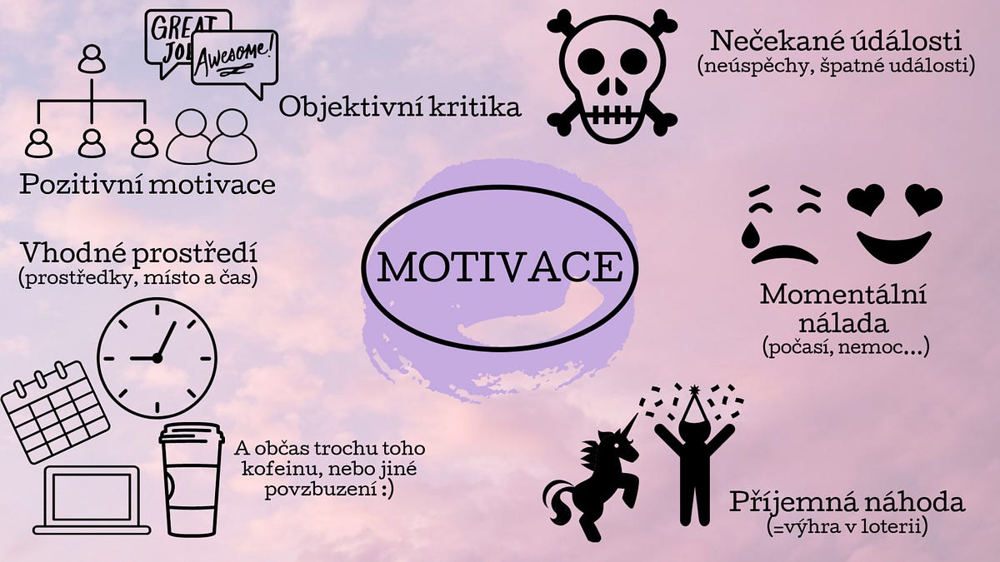 GREAT
JOB
Awesome!
Objektivní kritika
Pozitivní motivace
Vhodné prostředí
(prostředky, místo a čas)
A občas trochu toho
kofeinu, nebo jiné
povzbuzení :)
MOTIVACE
Nečekané údálosti
(neúspěchy, špatné události)
Momentální
nálada
(počasí, nemoc...)
Příjemná náhoda
(=výhra v loterii)